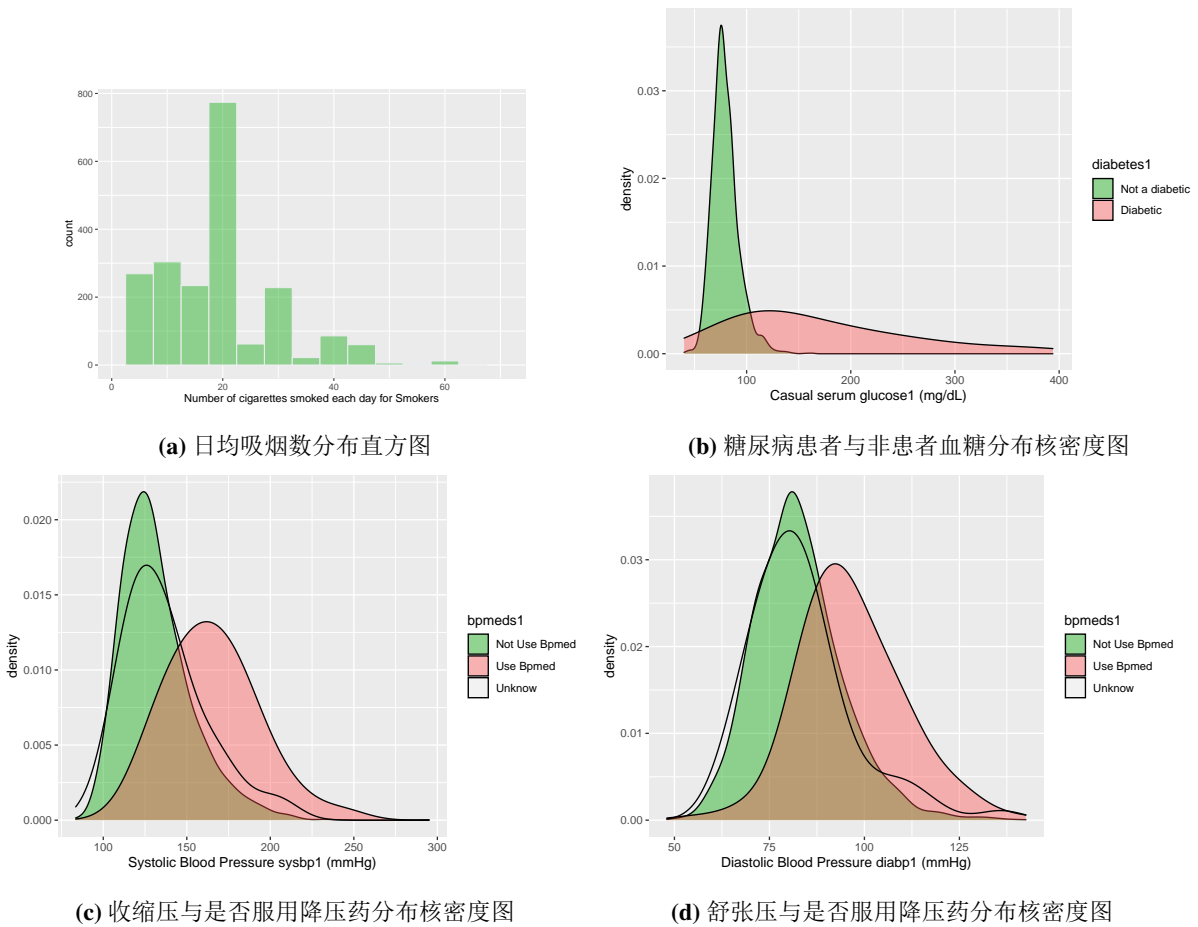 800
600
400
200
0
count
0
20
40
60
Number of cigarettes smoked each day for Smokers
(a) 日均吸烟数分布直方图
0.03
0.02
0.01
0.00
density
100
200
300
400
Casual serum glucose1 (mg/dL)
diabetes1
Not a diabetic
Diabetic
(b) 糖尿病患者与非患者血糖分布核密度图
0.020
0.015
0.010
0.005
0.000
density
100
150
200
250
300
Systolic Blood Pressure sysbp1 (mmHg)
bpmeds1
Not Use Bpmed
Use Bpmed
Unknow
(c) 收缩压与是否服用降压药分布核密度图
0.03
0.02
0.01
0.00
density
50
75
100
125
Diastolic Blood Pressure diabp1 (mmHg)
bpmeds1
Not Use Bpmed
Use Bpmed
Unknow
(d) 舒张压与是否服用降压药分布核密度图